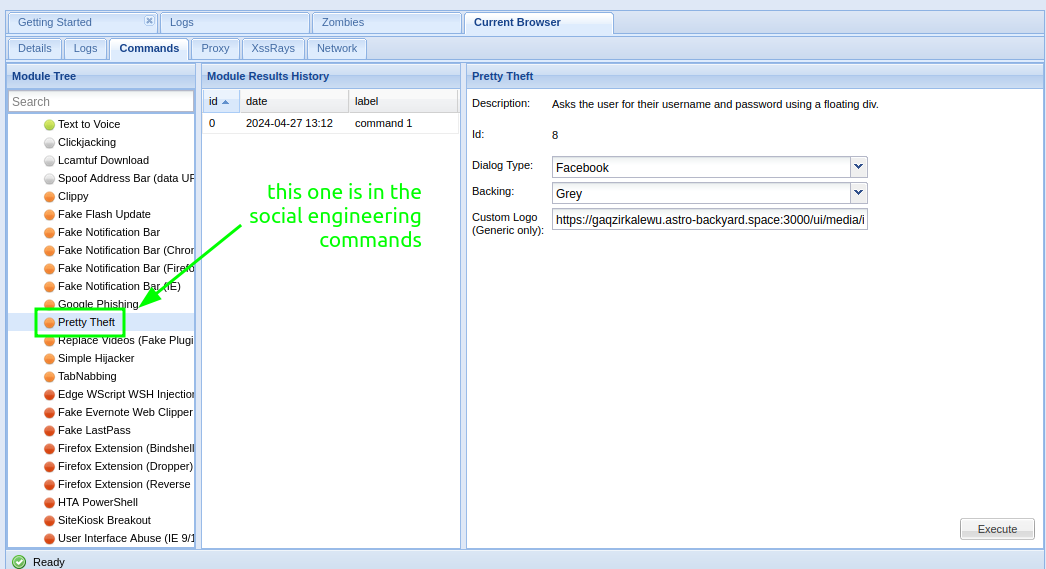 Getting Started
Logs
Zombies
Current Browser
Details
Logs
Commands
Proxy
XssRays
Network
Module Tree
Search
Text to Voice
Clickjacking
Lcamtuf Download
Spoof Address Bar (data UR
Clippy
Fake Flash Update
Fake Notification Bar
Fake Notification Bar (Chron
Fake Notification Bar (Firefo
Fake Notification Bar (IE)
Google Phishing
Pretty Theft
Replace Videos (Fake Plugi
Simple Hijacker
TabNabbing
Edge WScript WSH Injection
Fake Evernote Web Clipper
Fake LastPass
Firefox Extension (Bindshell
Firefox Extension (Dropper)
Firefox Extension (Reverse
HTA PowerShell
SiteKiosk Breakout
User Interface Abuse (IE 9/1
Module Results History
id date label
0 2024-04-27 13:12 command 1
this one is in the
social engineering
commands
Pretty Theft
Description: Asks the user for their username and password using a floating div.
Id: 8
Dialog Type: Facebook
Backing: Grey
Custom Logo
(Generic only): https://gaqzirkalewu.astro-backyard.space:3000/ui/media/i
Execute
Ready